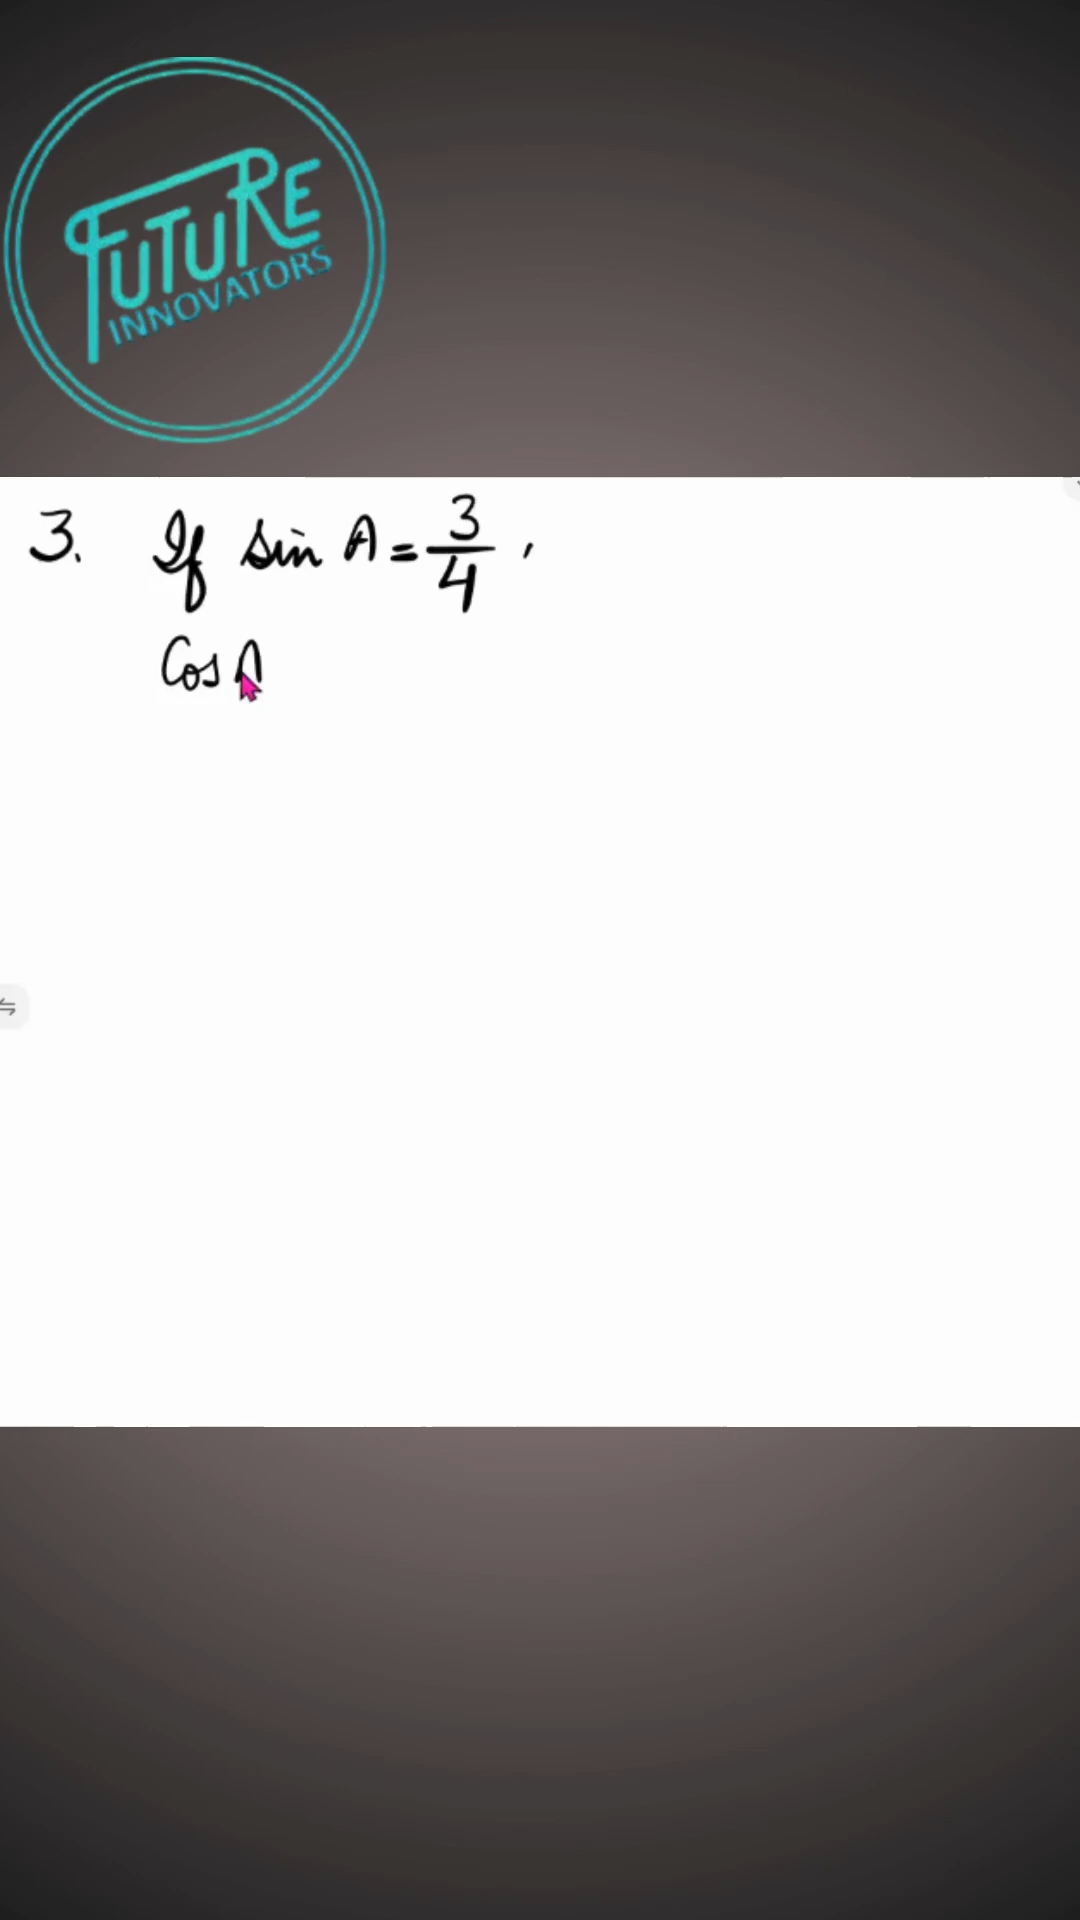 FUTURE
INNOVATORS
3. If sin A = 3/4 ,
Cos A